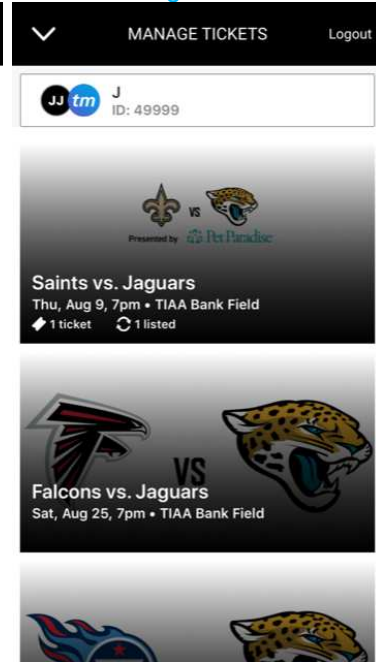 MANAGE TICKETS
Logout
JJ tm
J
ID: 49999
VS
Presented by Pet Paradise
Saints vs. Jaguars
Thu, Aug 9, 7pm • TIAA Bank Field
1 ticket 1 listed
VS
Falcons vs. Jaguars
Sat, Aug 25, 7pm • TIAA Bank Field